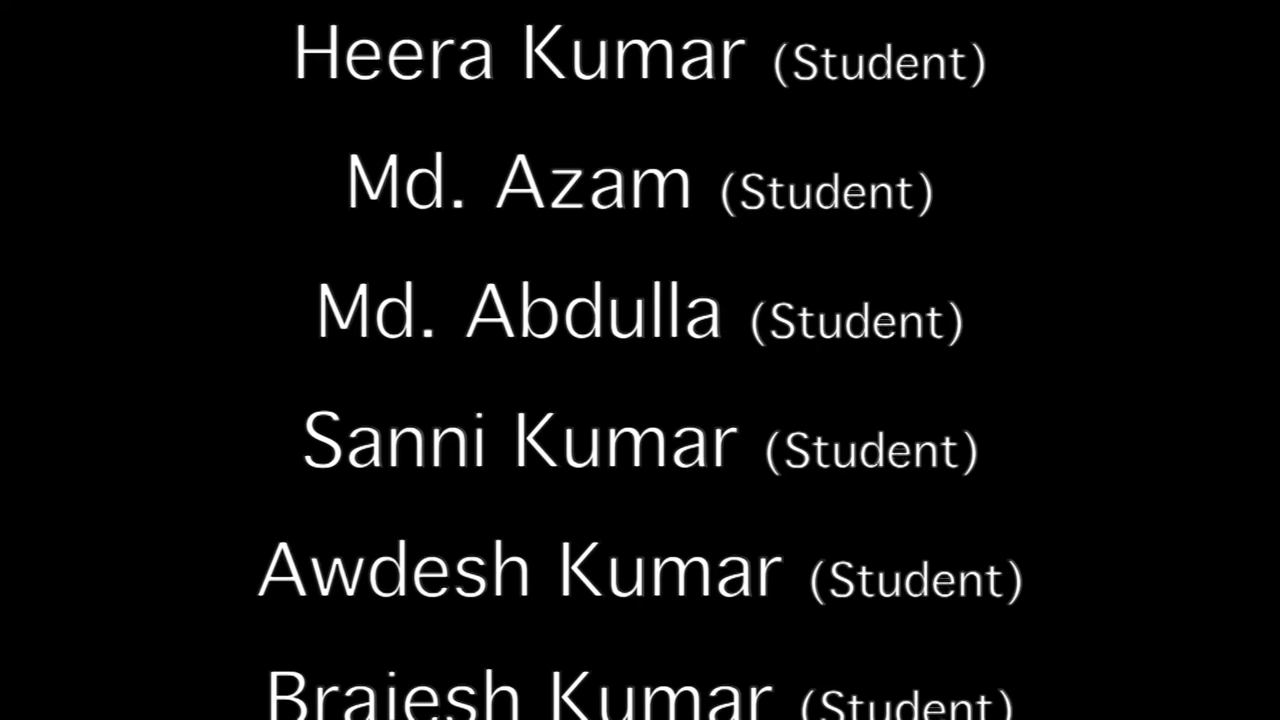 Heera Kumar (Student)
Md. Azam (Student)
Md. Abdulla (Student)
Sanni Kumar (Student)
Awdesh Kumar (Student)
Brajesh Kumar (Student)